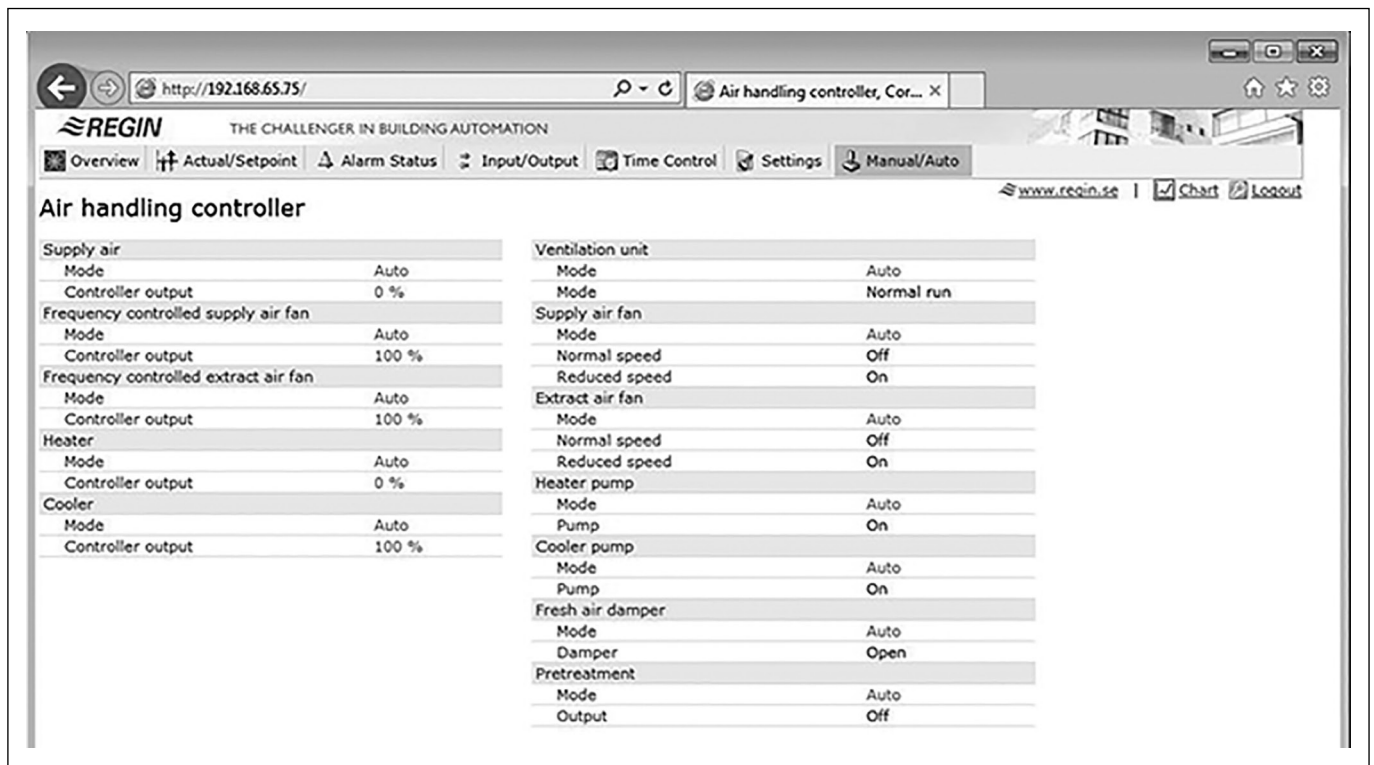 http://192.168.65.75/
Air handling controller, Cor...
REGIN
THE CHALLENGER IN BUILDING AUTOMATION
Overview Actual/Setpoint Alarm Status Input/Output Time Control Settings Manual/Auto
www.regin.se | Chart Logout
Air handling controller
Supply air
Mode Auto
Controller output 0 %
Frequency controlled supply air fan
Mode Auto
Controller output 100 %
Frequency controlled extract air fan
Mode Auto
Controller output 100 %
Heater
Mode Auto
Controller output 0 %
Cooler
Mode Auto
Controller output 100 %
Ventilation unit
Mode Auto
Mode Normal run
Supply air fan
Mode Auto
Normal speed Off
Reduced speed On
Extract air fan
Mode Auto
Normal speed Off
Reduced speed On
Heater pump
Mode Auto
Pump On
Cooler pump
Mode Auto
Pump On
Fresh air damper
Mode Auto
Damper Open
Pretreatment
Mode Auto
Output Off